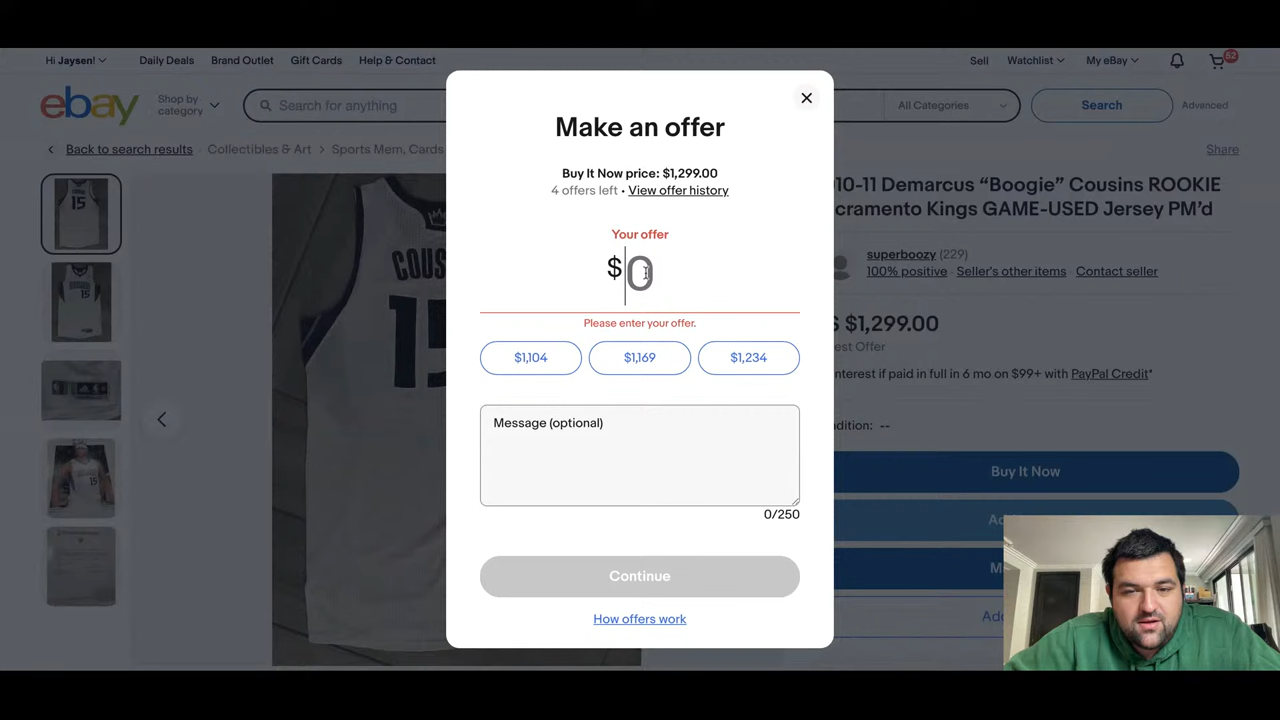 Hi Jaysen!
Daily Deals
Brand Outlet
Gift Cards
Help & Contact
Sell
Watchlist
My eBay
62
ebay
Shop by
category
Search for anything
All Categories
Search
Advanced
Back to search results
Collectibles & Art
Sports Mem, Cards
Share
Make an offer
Buy It Now price: $1,299.00
4 offers left • View offer history
Your offer
$0
Please enter your offer.
$1,104
$1,169
$1,234
Message (optional)
0/250
Continue
How offers work
10-11 Demarcus “Boogie” Cousins ROOKIE
cramento Kings GAME-USED Jersey PM’d
superboozy (229)
100% positive
Seller's other items
Contact seller
$1,299.00
est Offer
nterest if paid in full in 6 mo on $99+ with PayPal Credit*
ondition: --
Buy It Now
Ad
M
Add
COUS
15
15
15